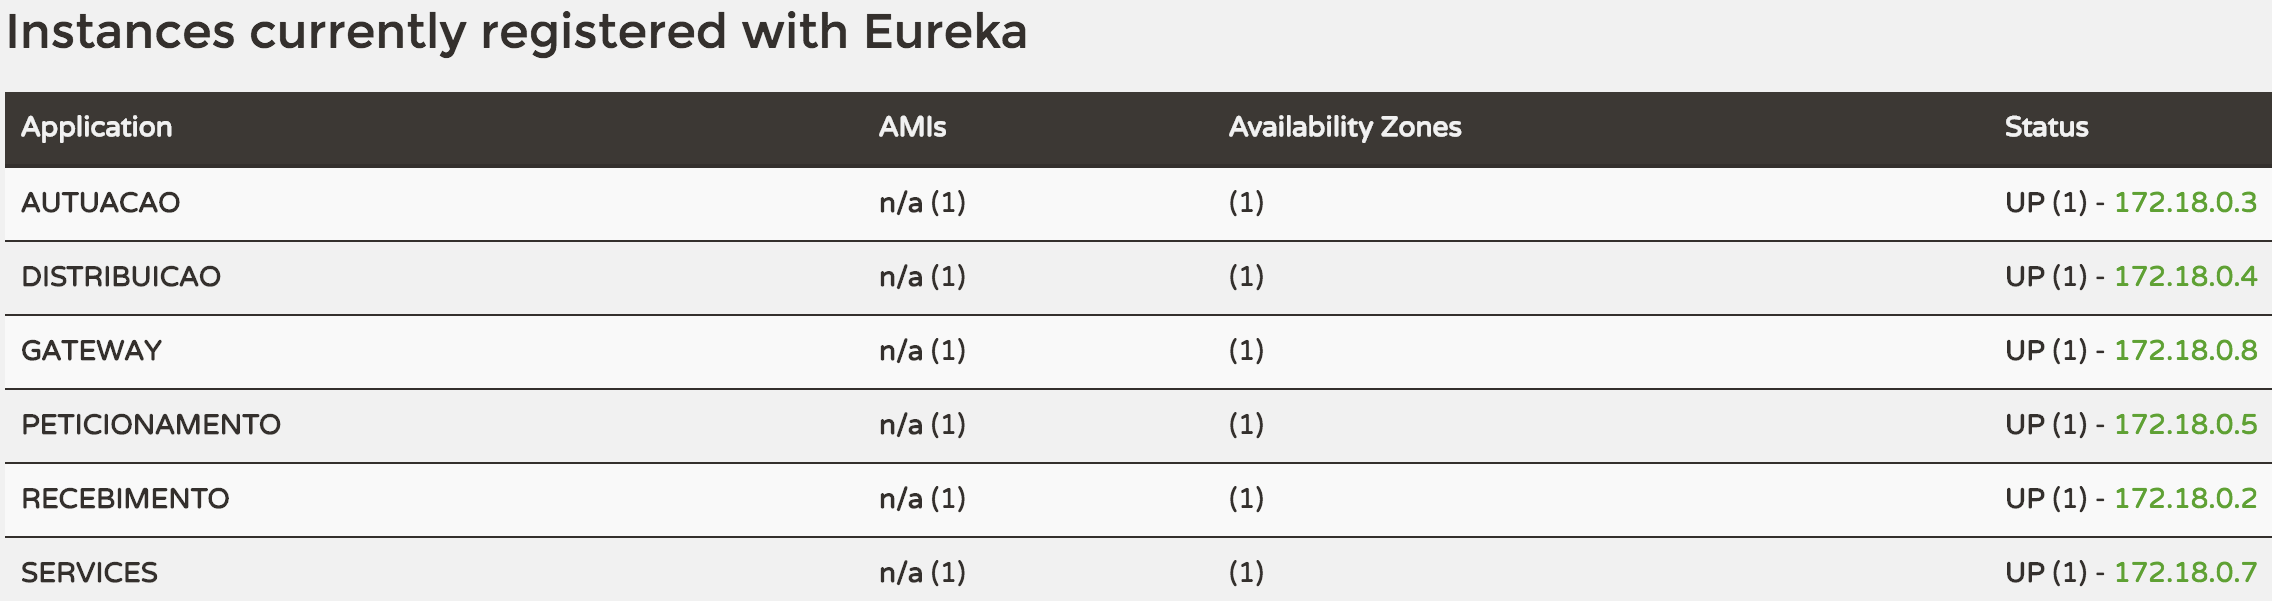 Instances currently registered with Eureka
Application AMIs Availability Zones Status
AUTUACAO n/a (1) (1) UP (1) - 172.18.0.3
DISTRIBUICAO n/a (1) (1) UP (1) - 172.18.0.4
GATEWAY n/a (1) (1) UP (1) - 172.18.0.8
PETICIONAMENTO n/a (1) (1) UP (1) - 172.18.0.5
RECEBIMENTO n/a (1) (1) UP (1) - 172.18.0.2
SERVICES n/a (1) (1) UP (1) - 172.18.0.7